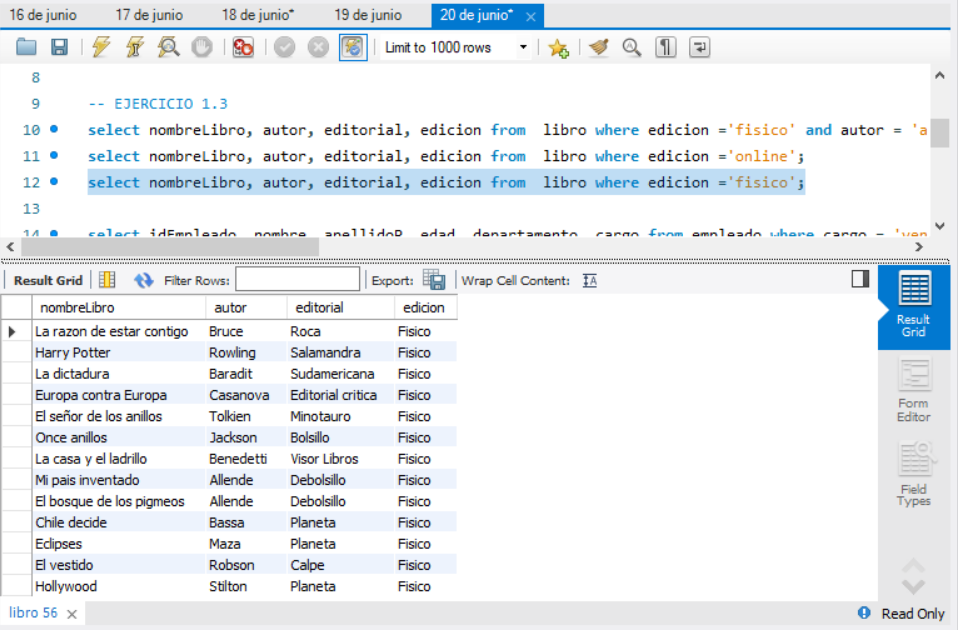 16 de junio 17 de junio 18 de junio* 19 de junio 20 de junio* ×
Limit to 1000 rows
8
9 -- EJERCICIO 1.3
10 select nombreLibro, autor, editorial, edicion from libro where edicion ='fisico' and autor = 'a
11 select nombreLibro, autor, editorial, edicion from libro where edicion ='online';
12 select nombreLibro, autor, editorial, edicion from libro where edicion ='fisico';
13
14 select idEmpleado, nombre, apellidoP, edad, departamento, cargo from empleado where cargo = 'ven
Result Grid Filter Rows: Export: Wrap Cell Content:
nombreLibro autor editorial edicion
La razon de estar contigo Bruce Roca Fisico
Harry Potter Rowling Salamandra Fisico
La dictadura Baradit Sudamericana Fisico
Europa contra Europa Casanova Editorial critica Fisico
El señor de los anillos Tolkien Minotauro Fisico
Once anillos Jackson Bolsillo Fisico
La casa y el ladrillo Benedetti Visor Libros Fisico
Mi pais inventado Allende Debolsillo Fisico
El bosque de los pigmeos Allende Debolsillo Fisico
Chile decide Bassa Planeta Fisico
Eclipses Maza Planeta Fisico
El vestido Robson Calpe Fisico
Hollywood Stilton Planeta Fisico
Result
Grid
Form
Editor
Field
Types
libro 56 × Read Only